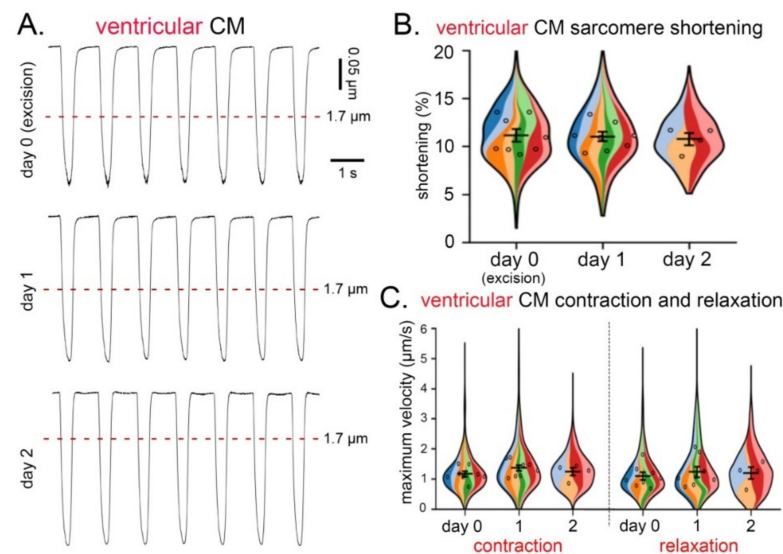 A.
ventricular CM
day 0 (excision)
0.05 µm
1.7 µm
1 s
day 1
1.7 µm
day 2
1.7 µm
B.
ventricular CM sarcomere shortening
shortening (%)
20
15
10
5
0
day 0
(excision)
day 1
day 2
C.
ventricular CM contraction and relaxation
maximum velocity (µm/s)
6
5
4
3
2
1
0
day 0 1 2 day 0 1 2
contraction relaxation